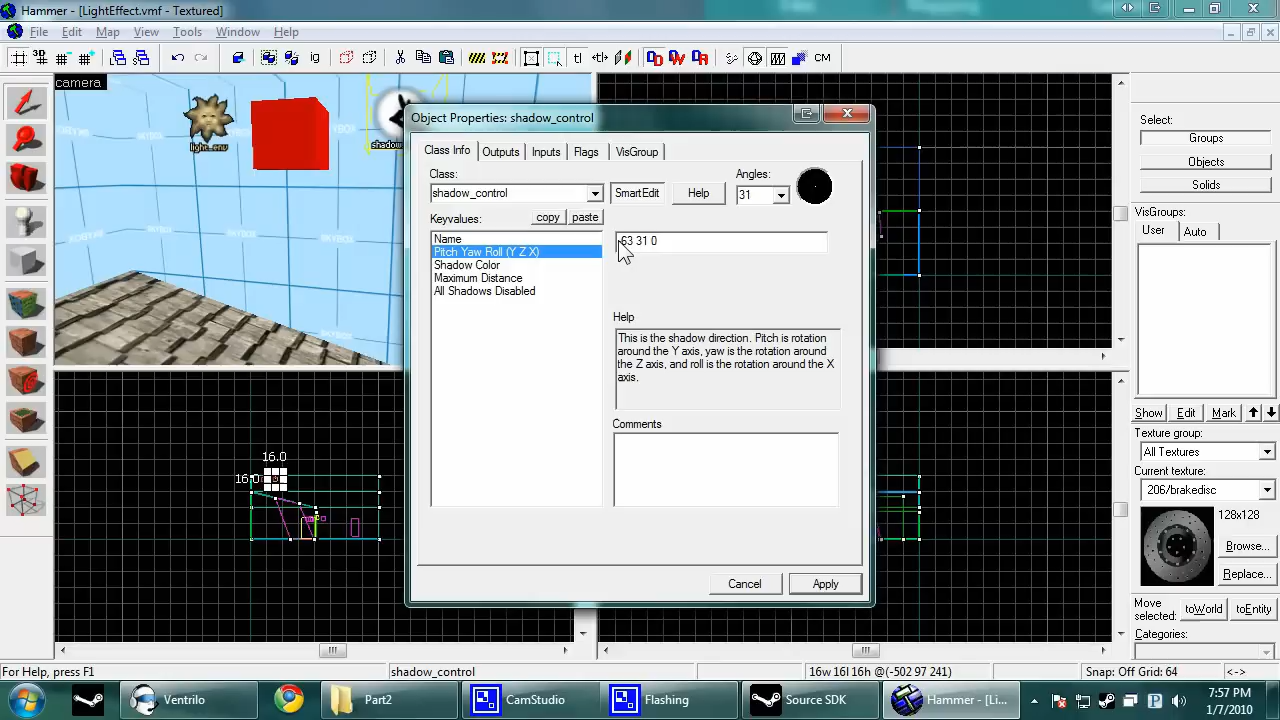 Hammer - [LightEffect.vmf - Textured]
File Edit Map View Tools Window Help
3D
ig
CM
camera
SKYBOX
light_env
shadow
Object Properties: shadow_control
Class Info
Outputs
Inputs
Flags
VisGroup
Class:
Angles:
shadow_control
SmartEdit
Help
31
Keyvalues:
copy
paste
Name
Pitch Yaw Roll (Y Z X)
Shadow Color
Maximum Distance
All Shadows Disabled
63 31 0
Help
This is the shadow direction. Pitch is rotation
around the Y axis, yaw is the rotation around
the Z axis, and roll is the rotation around the X
axis.
Comments
Cancel
Apply
16.0
16.0
Select:
Groups
Objects
Solids
VisGroups:
User
Auto
Show
Edit
Mark
Texture group:
All Textures
Current texture:
206/brakedisc
128x128
Browse...
Replace...
Move
selected:
toWorld
toEntity
Categories:
For Help, press F1
shadow_control
16w 16l 16h @(-502 97 241)
Snap: Off Grid: 64
<->
Ventrilo
Part2
CamStudio
Flashing
Source SDK
Hammer - [Li...
7:57 PM
1/7/2010